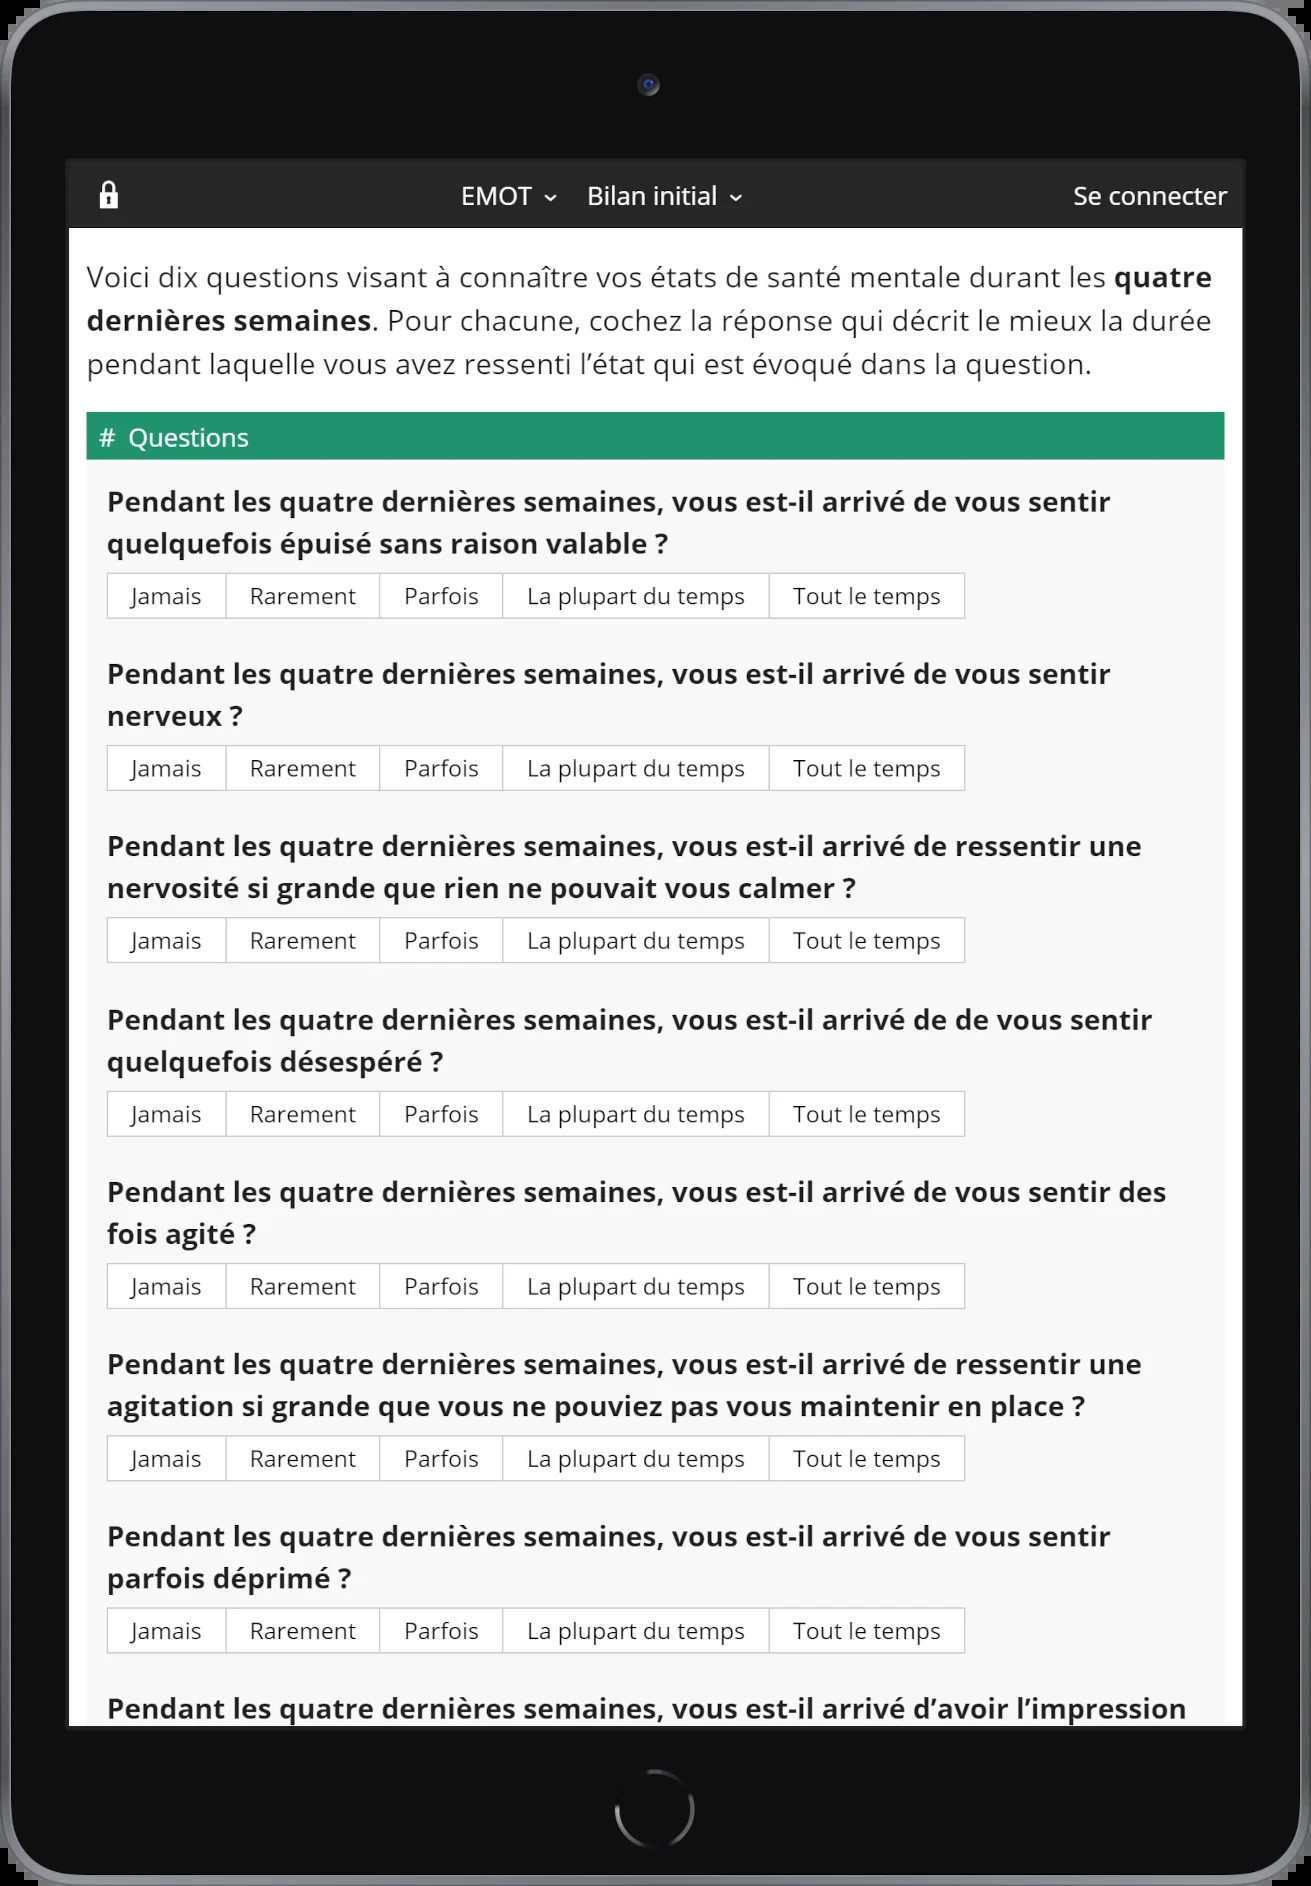 EMOT Bilan initial Se connecter
Voici dix questions visant à connaître vos états de santé mentale durant les quatre
dernières semaines. Pour chacune, cochez la réponse qui décrit le mieux la durée
pendant laquelle vous avez ressenti l’état qui est évoqué dans la question.
# Questions
Pendant les quatre dernières semaines, vous est-il arrivé de vous sentir
quelquefois épuisé sans raison valable ?
Jamais Rarement Parfois La plupart du temps Tout le temps
Pendant les quatre dernières semaines, vous est-il arrivé de vous sentir
nerveux ?
Jamais Rarement Parfois La plupart du temps Tout le temps
Pendant les quatre dernières semaines, vous est-il arrivé de ressentir une
nervosité si grande que rien ne pouvait vous calmer ?
Jamais Rarement Parfois La plupart du temps Tout le temps
Pendant les quatre dernières semaines, vous est-il arrivé de de vous sentir
quelquefois désespéré ?
Jamais Rarement Parfois La plupart du temps Tout le temps
Pendant les quatre dernières semaines, vous est-il arrivé de vous sentir des
fois agité ?
Jamais Rarement Parfois La plupart du temps Tout le temps
Pendant les quatre dernières semaines, vous est-il arrivé de ressentir une
agitation si grande que vous ne pouviez pas vous maintenir en place ?
Jamais Rarement Parfois La plupart du temps Tout le temps
Pendant les quatre dernières semaines, vous est-il arrivé de vous sentir
parfois déprimé ?
Jamais Rarement Parfois La plupart du temps Tout le temps
Pendant les quatre dernières semaines, vous est-il arrivé d’avoir l’impression